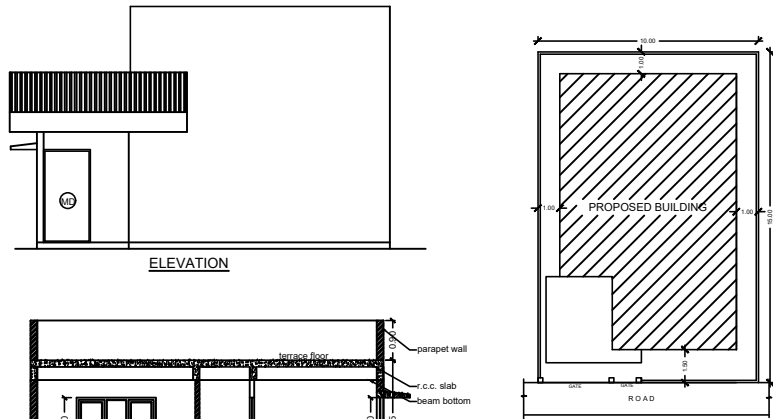 MD
ELEVATION
terrace floor
0.90
parapet wall
r.c.c. slab
beam bottom
10.00
1.00
1.00
PROPOSED BUILDING
1.00
15.00
1.50
GATE
GATE
ROAD